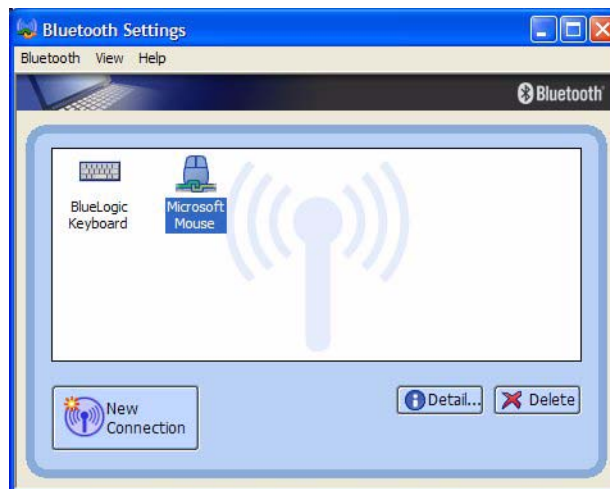 Bluetooth Settings
Bluetooth View Help
Bluetooth
BlueLogic
Keyboard
Microsoft
Mouse
New
Connection
Detail...
Delete